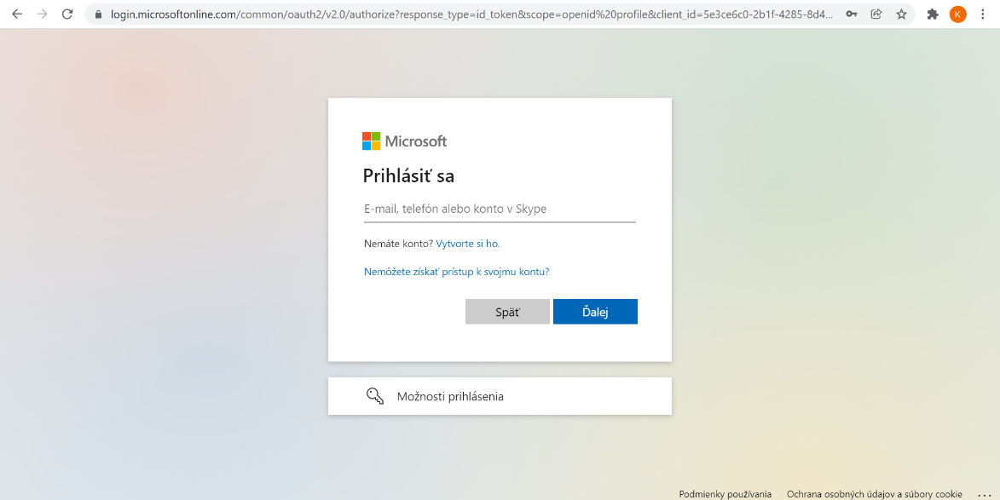 login.microsoftonline.com/common/oauth2/v2.0/authorize?response_type=id_token&scope=openid%20profile&client_id=5e3ce6c0-2b1f-4285-8d4...
K
Microsoft
Prihlásiť sa
E-mail, telefón alebo konto v Skype
Nemáte konto? Vytvorte si ho.
Nemôžete získať prístup k svojmu kontu?
Späť
Ďalej
Možnosti prihlásenia
Podmienky používania Ochrana osobných údajov a súbory cookie ...